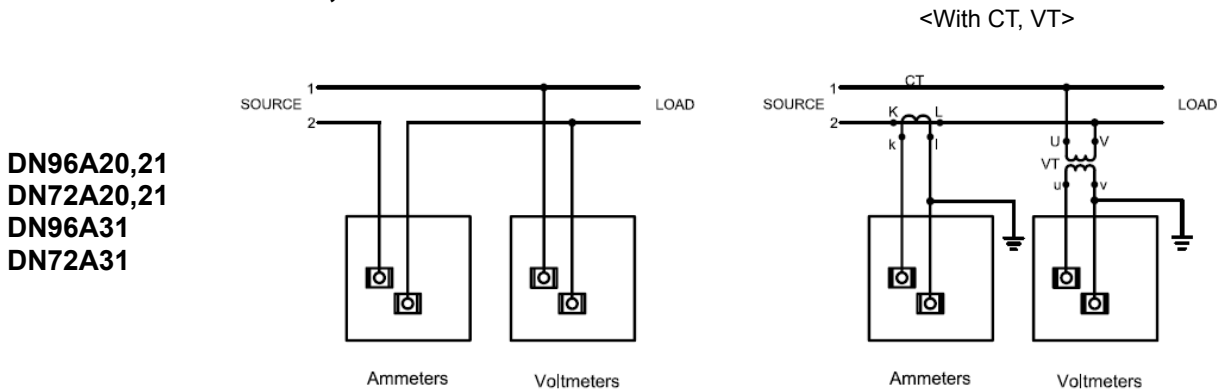 <With CT, VT>
DN96A20,21
DN72A20,21
DN96A31
DN72A31
SOURCE
1
2
LOAD
Ammeters
Voltmeters
SOURCE
1
2
CT
K
L
k
l
LOAD
U
V
VT
u
v
Ammeters
Voltmeters